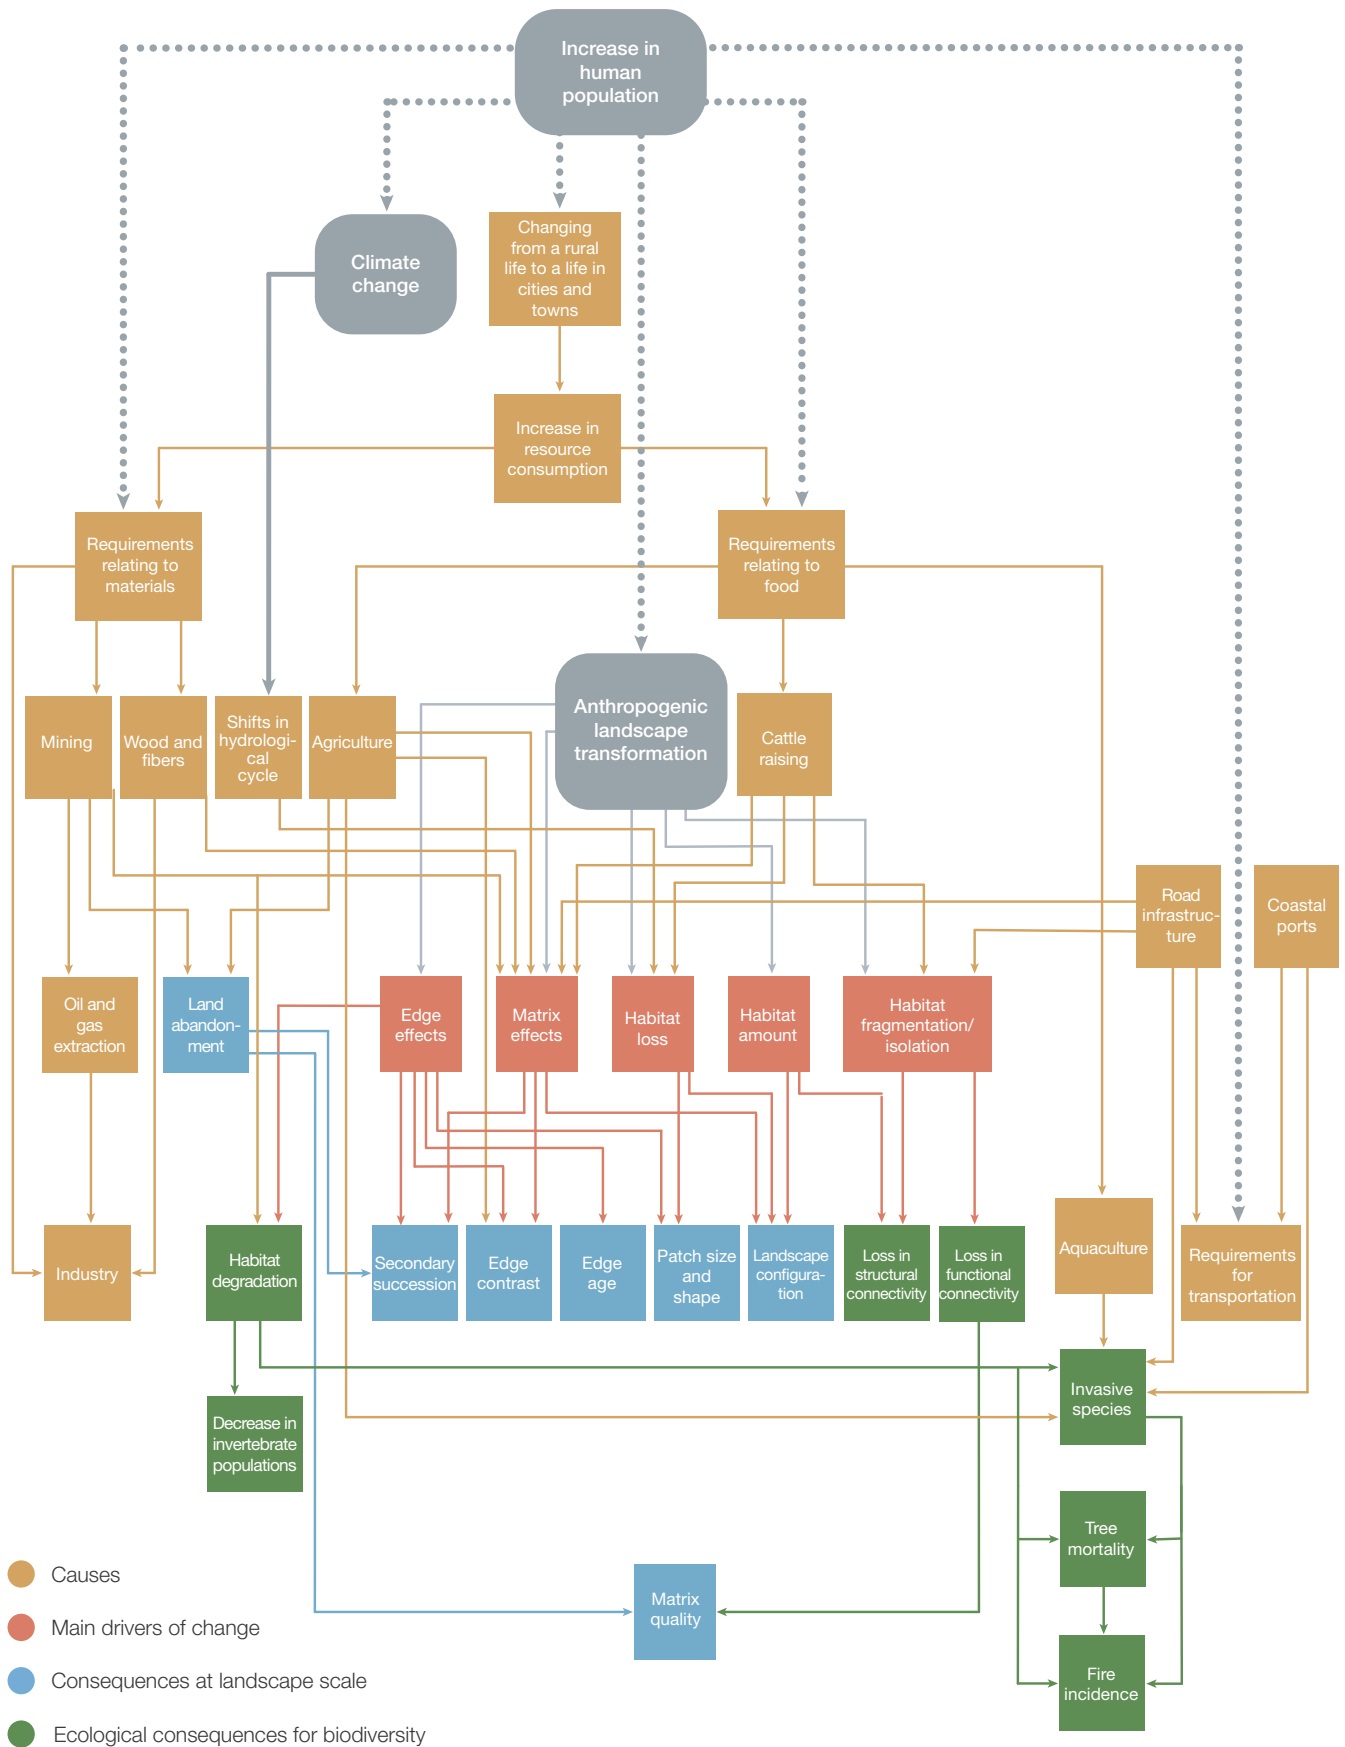 Increase in
human
population
Climate
change
Changing
from a rural
life to a life in
cities and
towns
Increase in
resource
consumption
Requirements
relating to
materials
Requirements
relating to
food
Mining
Wood and
fibers
Shifts in
hydrologi-
cal
cycle
Agriculture
Anthropogenic
landscape
transformation
Cattle
raising
Road
infrastruc-
ture
Coastal
ports
Oil and
gas
extraction
Land
abandon-
ment
Edge
effects
Matrix
effects
Habitat
loss
Habitat
amount
Habitat
fragmentation/
isolation
Industry
Habitat
degradation
Secondary
succession
Edge
contrast
Edge
age
Patch size
and
shape
Landscape
configura-
tion
Loss in
structural
connectivity
Loss in
functional
connectivity
Aquaculture
Requirements
for
transportation
Decrease in
invertebrate
populations
Invasive
species
Tree
mortality
Matrix
quality
Fire
incidence
Causes
Main drivers of change
Consequences at landscape scale
Ecological consequences for biodiversity